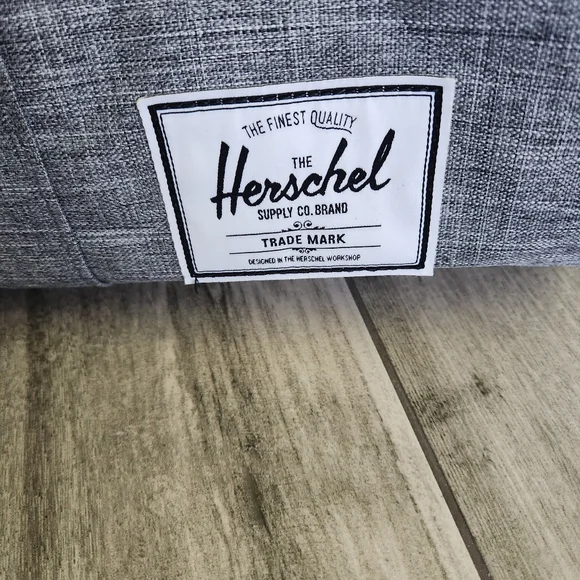 THE FINEST QUALITY
THE
Herschel
SUPPLY CO. BRAND
TRADE MARK
DESIGNED IN THE HERSCHEL WORKSHOP